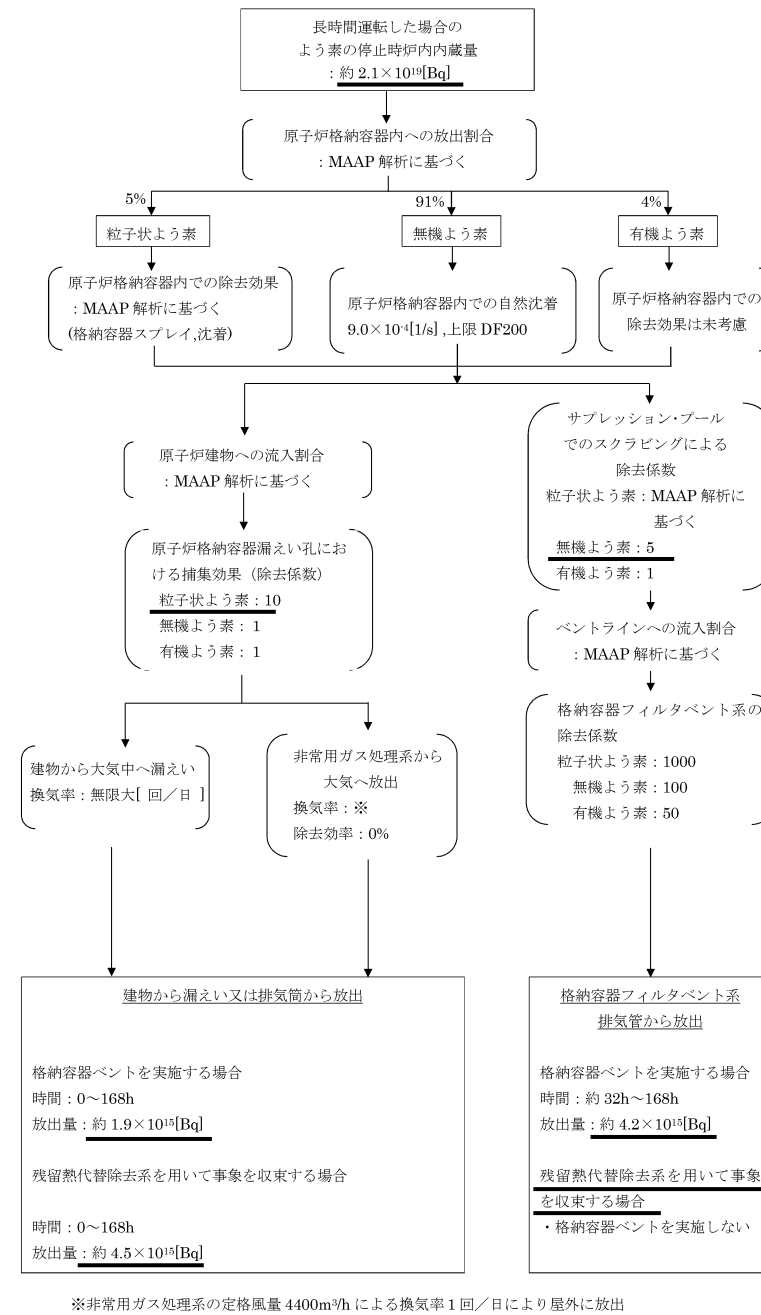 長時間運転した場合の
よう素の停止時炉内内蔵量
：約 2.1×10¹⁹[Bq]
原子炉格納容器内への放出割合
：MAAP 解析に基づく
5%
91%
4%
粒子状よう素
無機よう素
有機よう素
原子炉格納容器内での除去効果
：MAAP 解析に基づく
(格納容器スプレイ,沈着)
原子炉格納容器内での自然沈着
9.0×10⁻⁴[1/s] ,上限 DF200
原子炉格納容器内での
除去効果は未考慮
原子炉建物への流入割合
：MAAP 解析に基づく
原子炉格納容器漏えい孔にお
ける捕集効果（除去係数）
粒子状よう素：10
無機よう素：1
有機よう素：1
サプレッション・プール
でのスクラビングによる
除去係数
粒子状よう素：MAAP 解析に
基づく
無機よう素：5
有機よう素：1
ベントラインへの流入割合
：MAAP 解析に基づく
格納容器フィルタベント系の
除去係数
粒子状よう素：1000
無機よう素：100
有機よう素：50
建物から大気中へ漏えい
換気率：無限大[ 回／日 ]
非常用ガス処理系から
大気へ放出
換気率：※
除去効率：0%
建物から漏えい又は排気筒から放出
格納容器ベントを実施する場合
時間：0～168h
放出量：約 1.9×10¹⁵[Bq]
残留熱代替除去系を用いて事象を収束する場合
時間：0～168h
放出量：約 4.5×10¹⁵[Bq]
格納容器フィルタベント系
排気管から放出
格納容器ベントを実施する場合
時間：約 32h～168h
放出量：約 4.2×10¹⁵[Bq]
残留熱代替除去系を用いて事象
を収束する場合
・格納容器ベントを実施しない
※非常用ガス処理系の定格風量 4400m³/h による換気率 1 回／日により屋外に放出